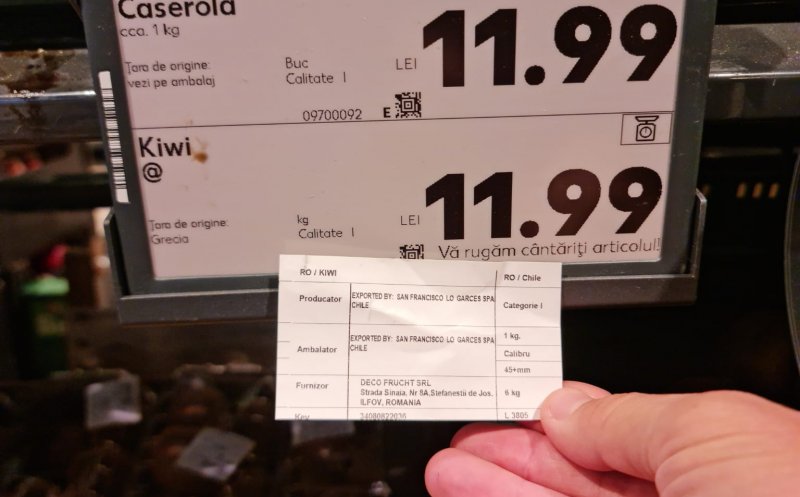 Caserola
cca. 1 kg
Țara de origine:
vezi pe ambalaj
Buc
Calitate I
LEI
11.99
09700092
E
Kiwi
@
Țara de origine:
Grecia
kg
Calitate I
LEI
11.99
Vă rugăm cântăriți articolul!
RO / KIWI
RO / Chile
Producator
EXPORTED BY: SAN FRANCISCO LO GARCES SPA
CHILE
Categorie I
Ambalator
EXPORTED BY: SAN FRANCISCO LO GARCES SPA
CHILE
1 kg.
Calibru
45+mm
Furnizor
DECO FRUCHT SRL
Strada Sinaia, Nr 8A,Stefanestii de Jos,
ILFOV, ROMANIA
6 kg
Key
34080822036
L 3805